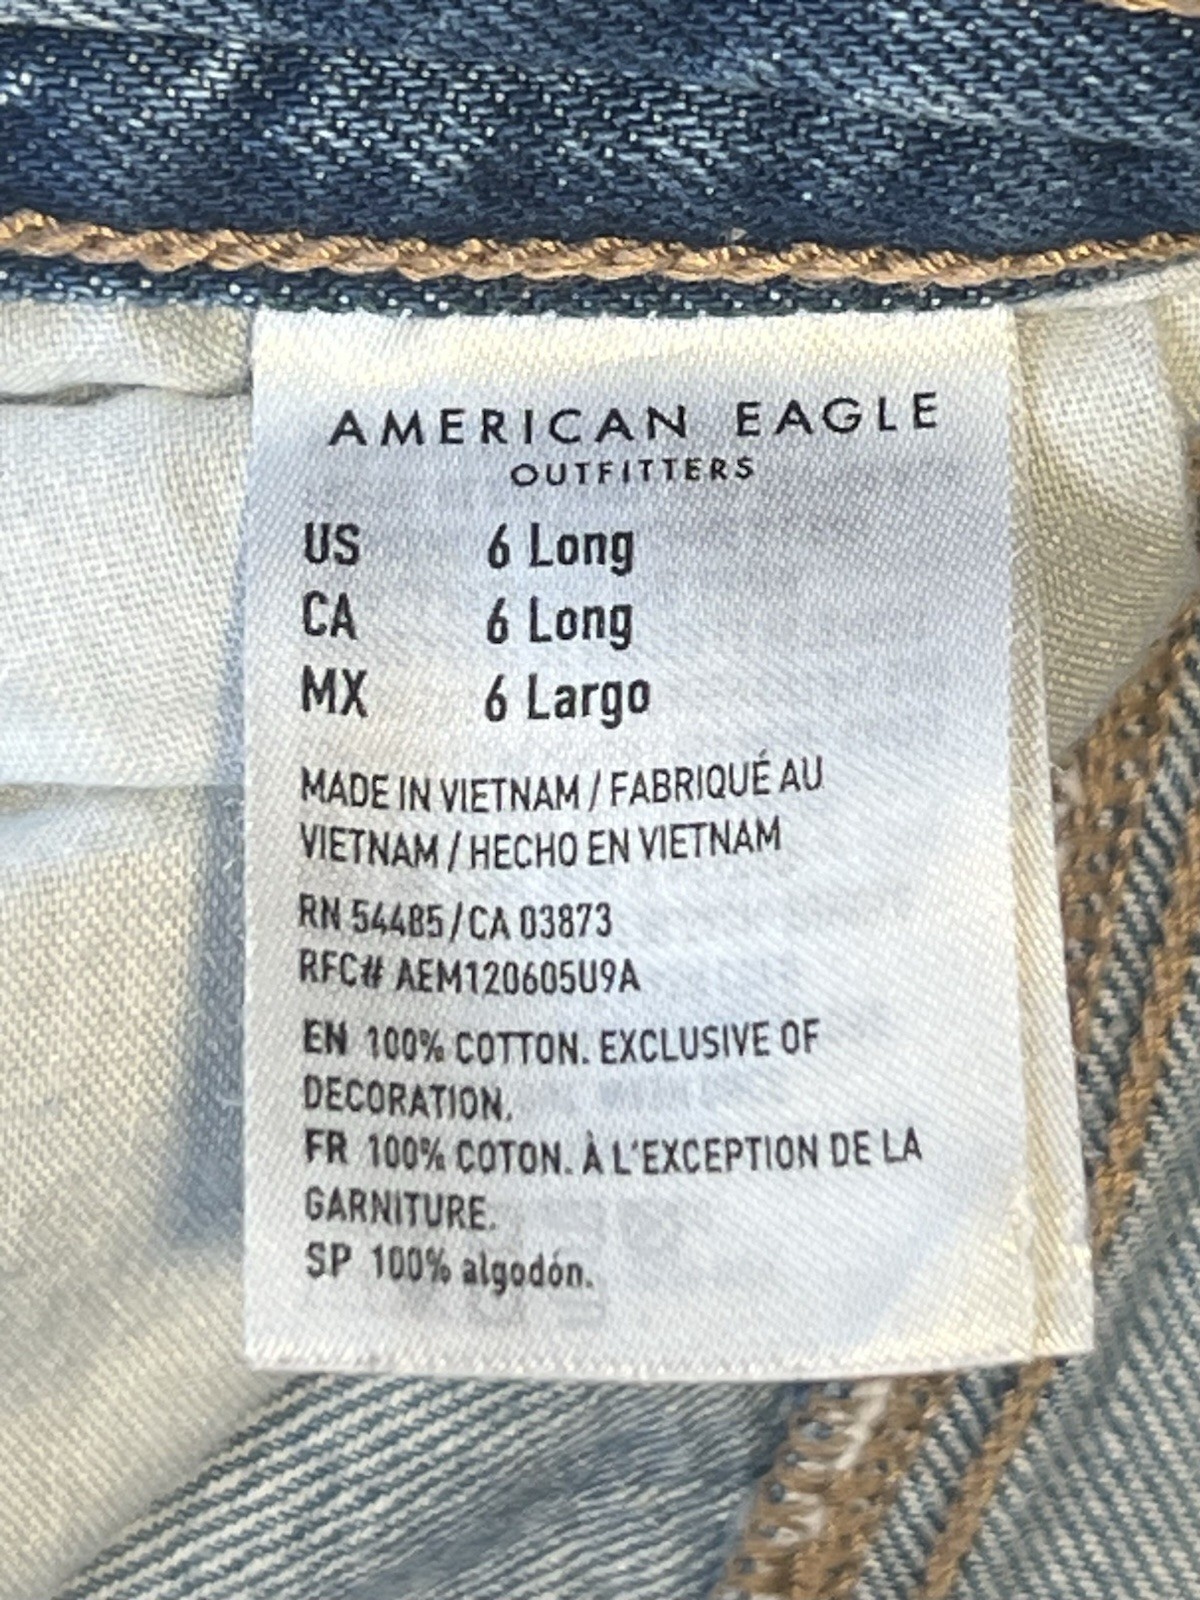 AMERICAN EAGLE
OUTFITTERS
US 6 Long
CA 6 Long
MX 6 Largo
MADE IN VIETNAM / FABRIQUÉ AU
VIETNAM / HECHO EN VIETNAM
RN 54485 / CA 03873
RFC# AEM120605U9A
EN 100% COTTON. EXCLUSIVE OF
DECORATION.
FR 100% COTON. À L'EXCEPTION DE LA
GARNITURE.
SP 100% algodón.